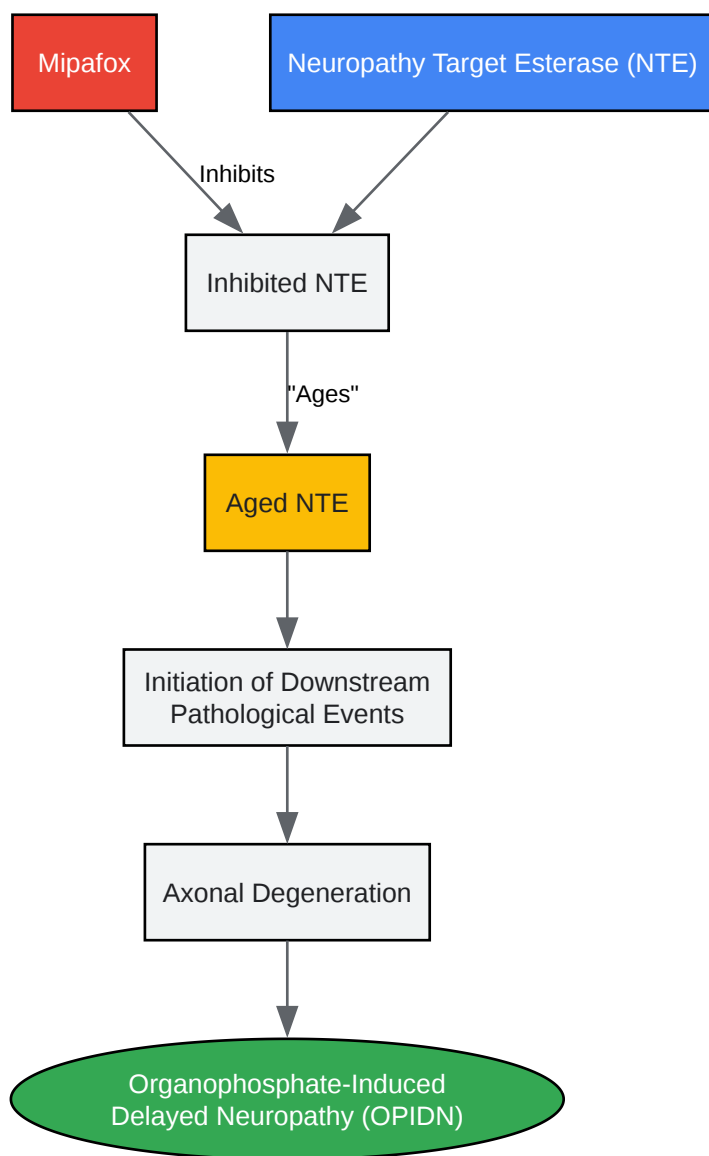 Mipafox
Neuropathy Target Esterase (NTE)
Inhibits
Inhibited NTE
"Ages"
Aged NTE
Initiation of Downstream
Pathological Events
Axonal Degeneration
Organophosphate-Induced
Delayed Neuropathy (OPIDN)